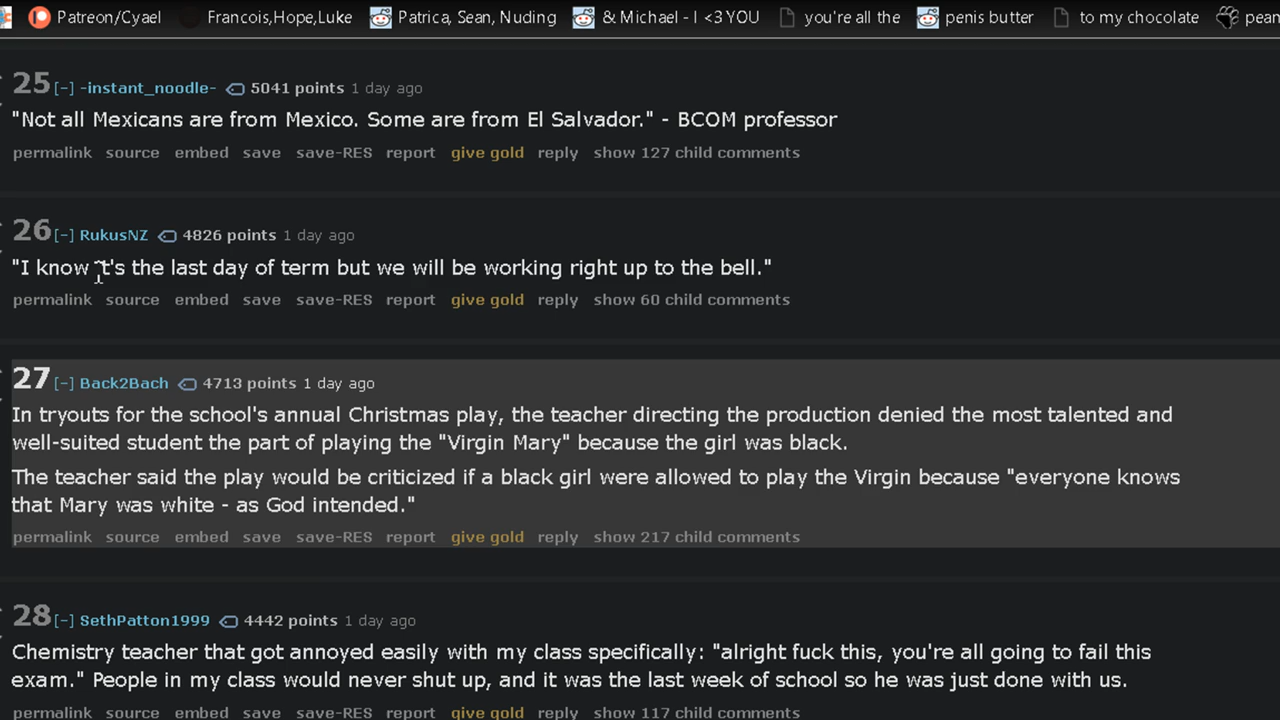 Patreon/Cyael Francois,Hope,Luke Patrica, Sean, Nuding & Michael - I <3 YOU you're all the penis butter to my chocolate pean
25 [-] -instant_noodle- 5041 points 1 day ago
"Not all Mexicans are from Mexico. Some are from El Salvador." - BCOM professor
permalink source embed save save-RES report give gold reply show 127 child comments
26 [-] RukusNZ 4826 points 1 day ago
"I know it's the last day of term but we will be working right up to the bell."
permalink source embed save save-RES report give gold reply show 60 child comments
27 [-] Back2Bach 4713 points 1 day ago
In tryouts for the school's annual Christmas play, the teacher directing the production denied the most talented and
well-suited student the part of playing the "Virgin Mary" because the girl was black.
The teacher said the play would be criticized if a black girl were allowed to play the Virgin because "everyone knows
that Mary was white - as God intended."
permalink source embed save save-RES report give gold reply show 217 child comments
28 [-] SethPatton1999 4442 points 1 day ago
Chemistry teacher that got annoyed easily with my class specifically: "alright fuck this, you're all going to fail this
exam." People in my class would never shut up, and it was the last week of school so he was just done with us.
permalink source embed save save-RES report give gold reply show 117 child comments